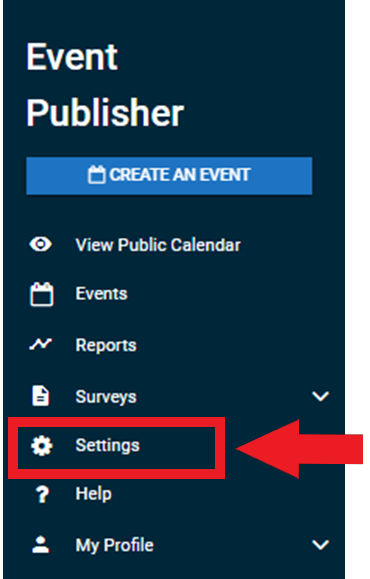 Event
Publisher
CREATE AN EVENT
View Public Calendar
Events
Reports
Surveys
Settings
Help
My Profile